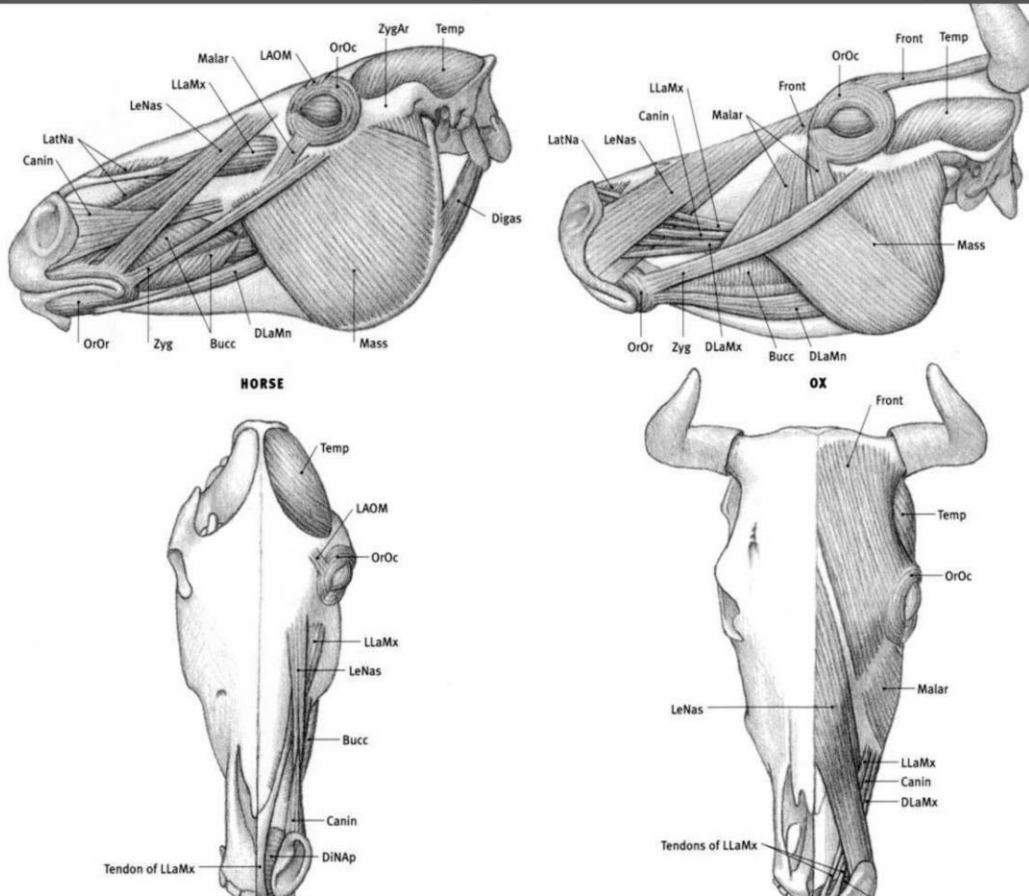 ZygAr
Temp
OrOc
LAOM
Malar
LLaMx
LeNas
LatNa
Canin
Digas
OrOr
Zyg
Bucc
DLaMn
Mass
HORSE
Front
Temp
OrOc
Front
LLaMx
Canin
Malar
LatNa
LeNas
Mass
OrOr
Zyg
DLaMx
Bucc
DLaMn
OX
Temp
LAOM
OrOc
LLaMx
LeNas
Bucc
Canin
DiNAp
Tendon of LLaMx
Front
Temp
OrOc
Malar
LeNas
LLaMx
Canin
DLaMx
Tendons of LLaMx